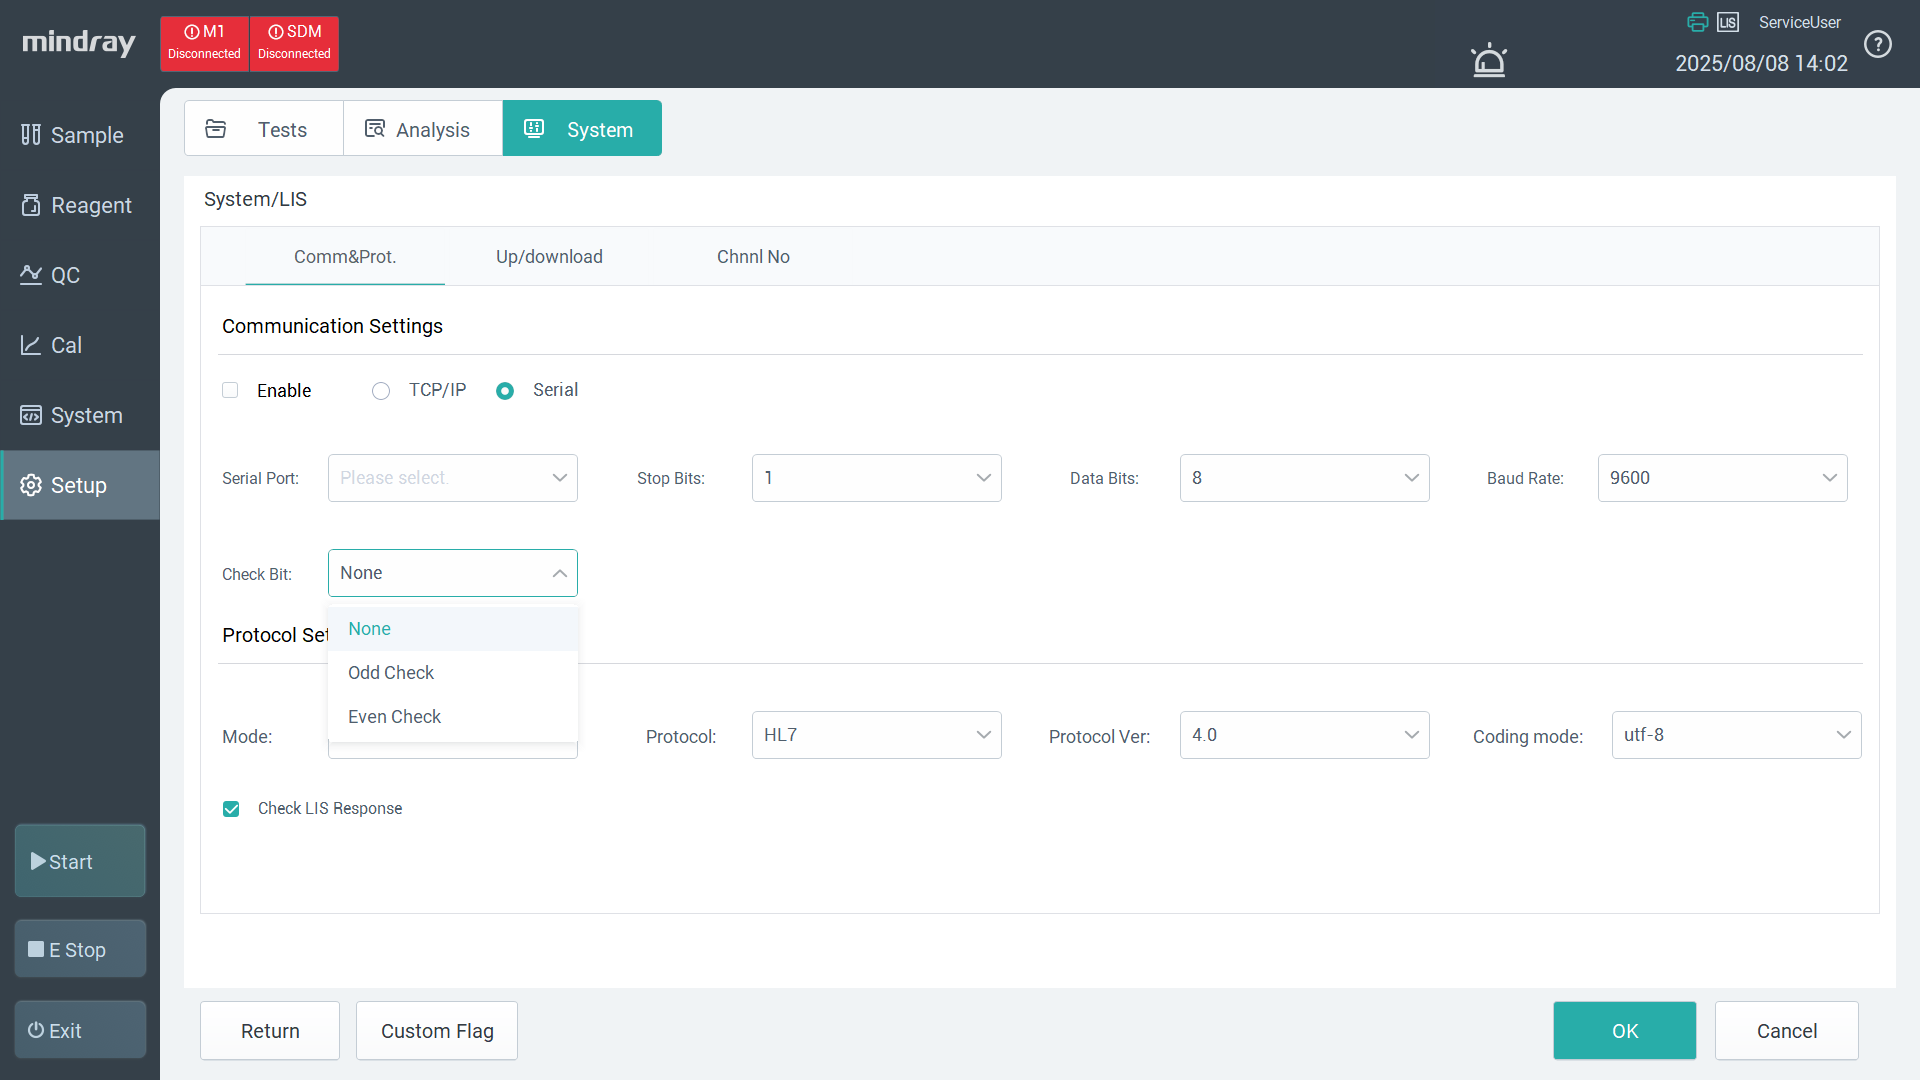 mindray
M1
Disconnected
SDM
Disconnected
LIS
ServiceUser
2025/08/08 14:02
?
Sample
Reagent
QC
Cal
System
Setup
Start
E Stop
Exit
Tests
Analysis
System
System/LIS
Comm&Prot.
Up/download
Chnnl No
Communication Settings
Enable
TCP/IP
Serial
Serial Port:
Please select.
Stop Bits:
1
Data Bits:
8
Baud Rate:
9600
Check Bit:
None
None
Odd Check
Even Check
Protocol Set
Mode:
Protocol:
HL7
Protocol Ver:
4.0
Coding mode:
utf-8
Check LIS Response
Return
Custom Flag
OK
Cancel